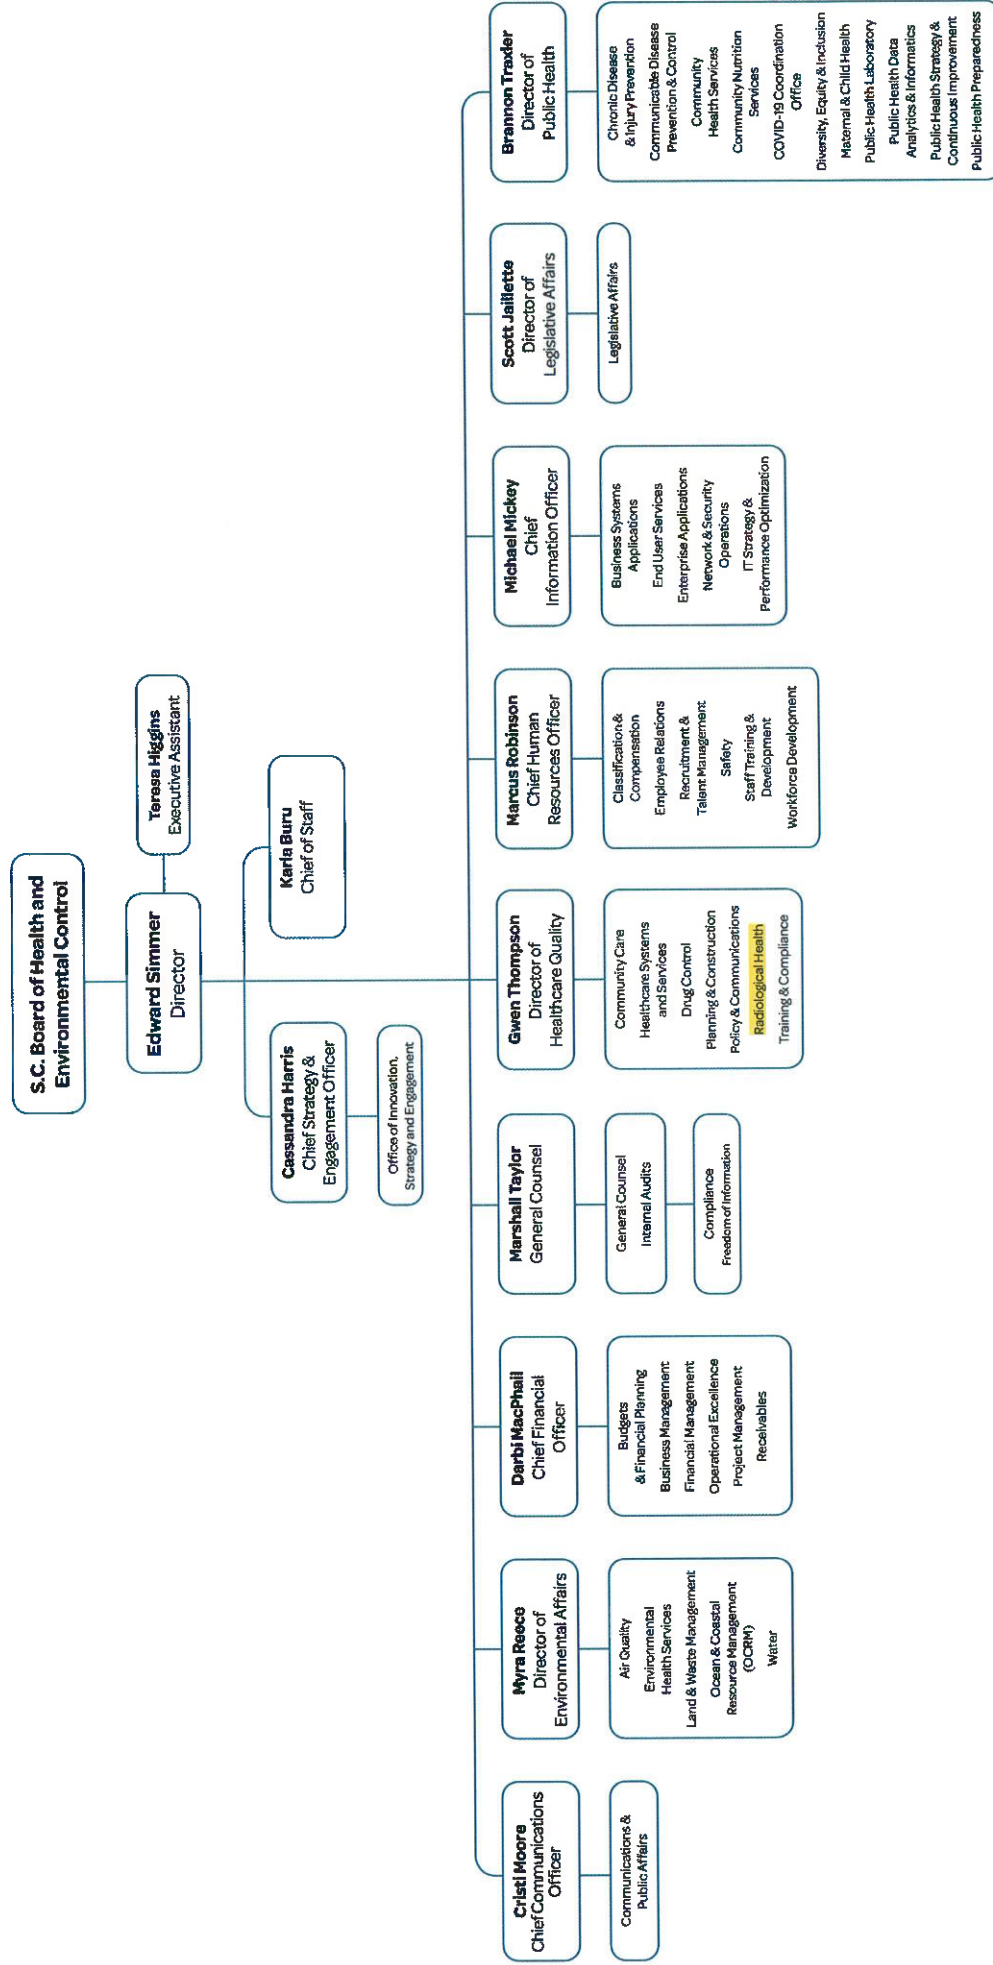 S.C. Board of Health and
Environmental Control
Edward Simmer
Director
Teresa Higgins
Executive Assistant
Cassandra Harris
Chief Strategy &
Engagement Officer
Office of Innovation,
Strategy and Engagement
Karla Buru
Chief of Staff
Cristi Moore
Chief Communications
Officer
Communications &
Public Affairs
Myra Reece
Director of
Environmental Affairs
Air Quality
Environmental
Health Services
Land & Waste Management
Ocean & Coastal
Resource Management
(OCRM)
Water
Darbi MacPhail
Chief Financial
Officer
Budgets
& Financial Planning
Business Management
Financial Management
Operational Excellence
Project Management
Receivables
Marshall Taylor
General Counsel
General Counsel
Internal Audits
Compliance
Freedom of Information
Gwen Thompson
Director of
Healthcare Quality
Community Care
Healthcare Systems
and Services
Drug Control
Planning & Construction
Policy & Communications
Radiological Health
Training & Compliance
Marcus Robinson
Chief Human
Resources Officer
Classification &
Compensation
Employee Relations
Recruitment &
Talent Management
Safety
Staff Training &
Development
Workforce Development
Michael Mickey
Chief
Information Officer
Business Systems
Applications
End User Services
Enterprise Applications
Network & Security
Operations
IT Strategy &
Performance Optimization
Scott Jaillette
Director of
Legislative Affairs
Legislative Affairs
Brannon Traxler
Director of
Public Health
Chronic Disease
& Injury Prevention
Communicable Disease
Prevention & Control
Community
Health Services
Community Nutrition
Services
COVID-19 Coordination
Office
Diversity, Equity & Inclusion
Maternal & Child Health
Public Health Laboratory
Public Health Data
Analytics & Informatics
Public Health Strategy &
Continuous Improvement
Public Health Preparedness